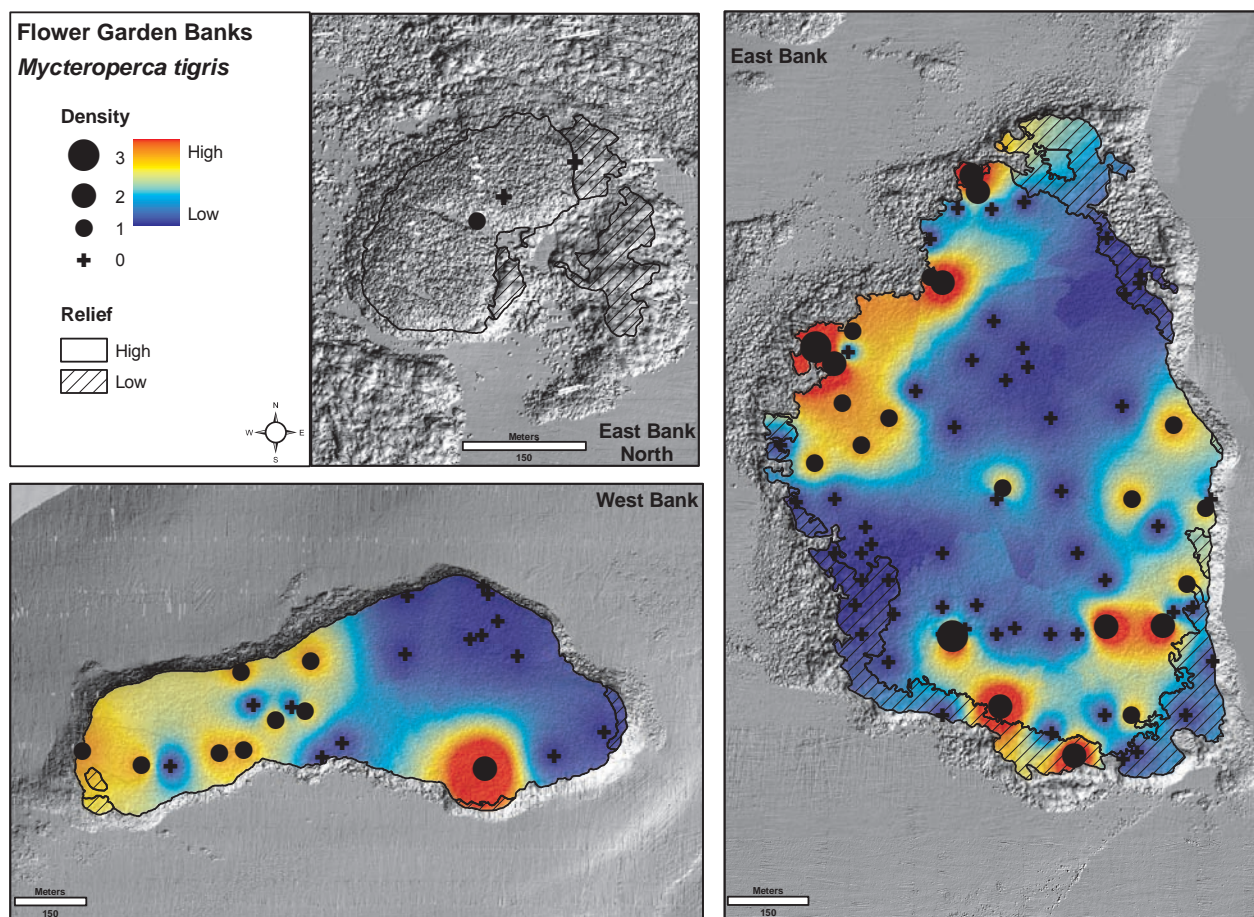 Flower Garden Banks
Mycteroperca tigris
Density
3
2
1
0
High
Low
Relief
High
Low
N
W E
S
Meters
150
East Bank
North
West Bank
Meters
150
East Bank
Meters
150